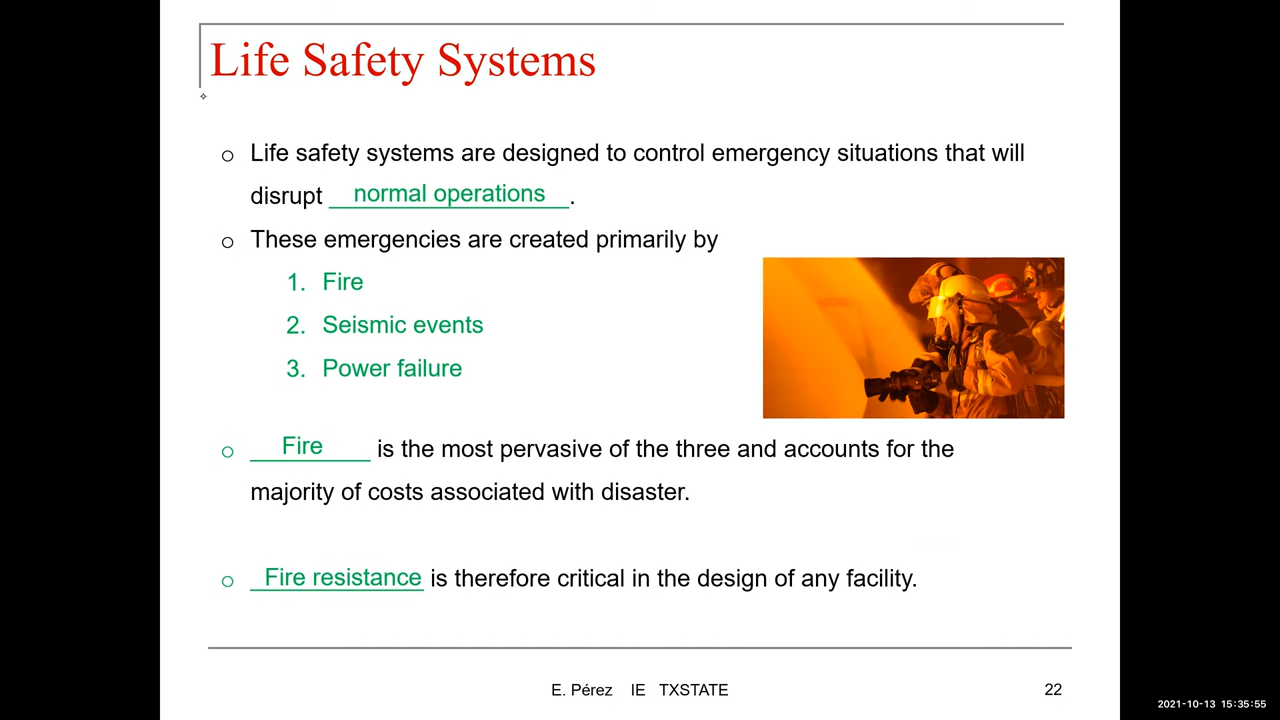 Life Safety Systems
Life safety systems are designed to control emergency situations that will
disrupt normal operations.
These emergencies are created primarily by
1. Fire
2. Seismic events
3. Power failure
Fire is the most pervasive of the three and accounts for the
majority of costs associated with disaster.
Fire resistance is therefore critical in the design of any facility.
E. Pérez IE TXSTATE
22
2021-10-13 15:35:55